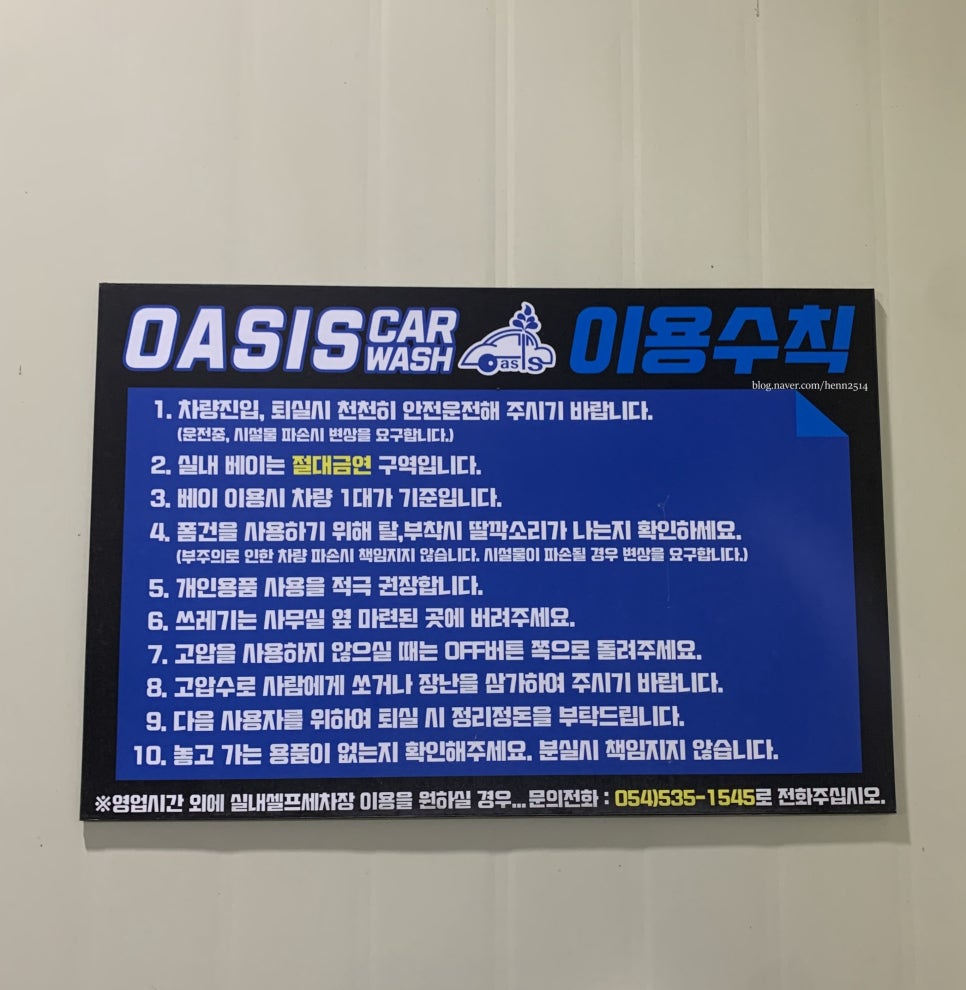 OASIS CAR WASH oasis 이용수칙
blog.naver.com/henn2514
1. 차량진입, 퇴실시 천천히 안전운전해 주시기 바랍니다.
(운전중, 시설물 파손시 변상을 요구합니다.)
2. 실내 베이는 절대금연 구역입니다.
3. 베이 이용시 차량 1대가 기준입니다.
4. 폼건을 사용하기 위해 탈,부착시 딸깍소리가 나는지 확인하세요.
(부주의로 인한 차량 파손시 책임지지 않습니다. 시설물이 파손될 경우 변상을 요구합니다.)
5. 개인용품 사용을 적극 권장합니다.
6. 쓰레기는 사무실 옆 마련된 곳에 버려주세요.
7. 고압을 사용하지 않으실 때는 OFF버튼 쪽으로 돌려주세요.
8. 고압수로 사람에게 쏘거나 장난을 삼가하여 주시기 바랍니다.
9. 다음 사용자를 위하여 퇴실 시 정리정돈을 부탁드립니다.
10. 놓고 가는 용품이 없는지 확인해주세요. 분실시 책임지지 않습니다.
※영업시간 외에 실내셀프세차장 이용을 원하실 경우... 문의전화 : 054)535-1545로 전화주십시오.